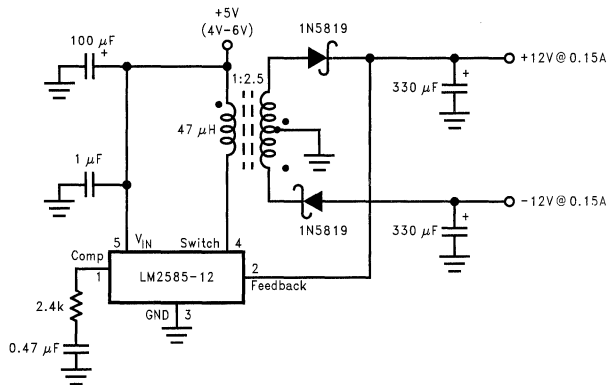 +5V
(4V-6V)
100 μF
+
1N5819
+12V@0.15A
1:2.5
+
330 μF
47 μH
1 μF
-12V@0.15A
1N5819
+
330 μF
5
VIN
Switch
4
Comp
1
LM2585-12
2
Feedback
2.4k
GND
3
0.47 μF